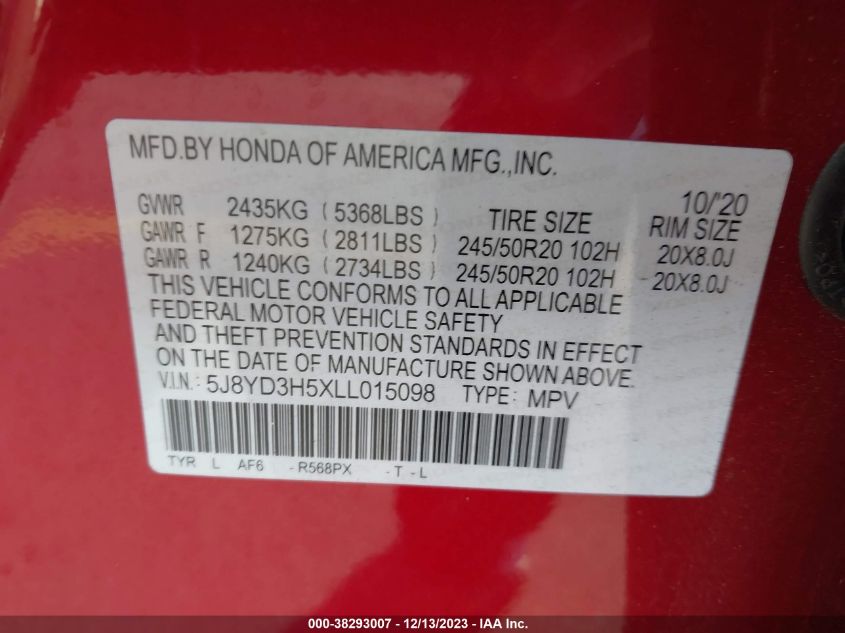 MFD.BY HONDA OF AMERICA MFG.,INC.
10/'20
GVWR 2435KG (5368LBS) TIRE SIZE RIM SIZE
GAWR F 1275KG (2811LBS) 245/50R20 102H 20X8.0J
GAWR R 1240KG (2734LBS) 245/50R20 102H 20X8.0J
THIS VEHICLE CONFORMS TO ALL APPLICABLE
FEDERAL MOTOR VEHICLE SAFETY
AND THEFT PREVENTION STANDARDS IN EFFECT
ON THE DATE OF MANUFACTURE SHOWN ABOVE.
V.I.N.: 5J8YD3H5XLL015098 TYPE: MPV
TYR L AF6 -R568PX -T -L
000-38293007 - 12/13/2023 - IAA Inc.